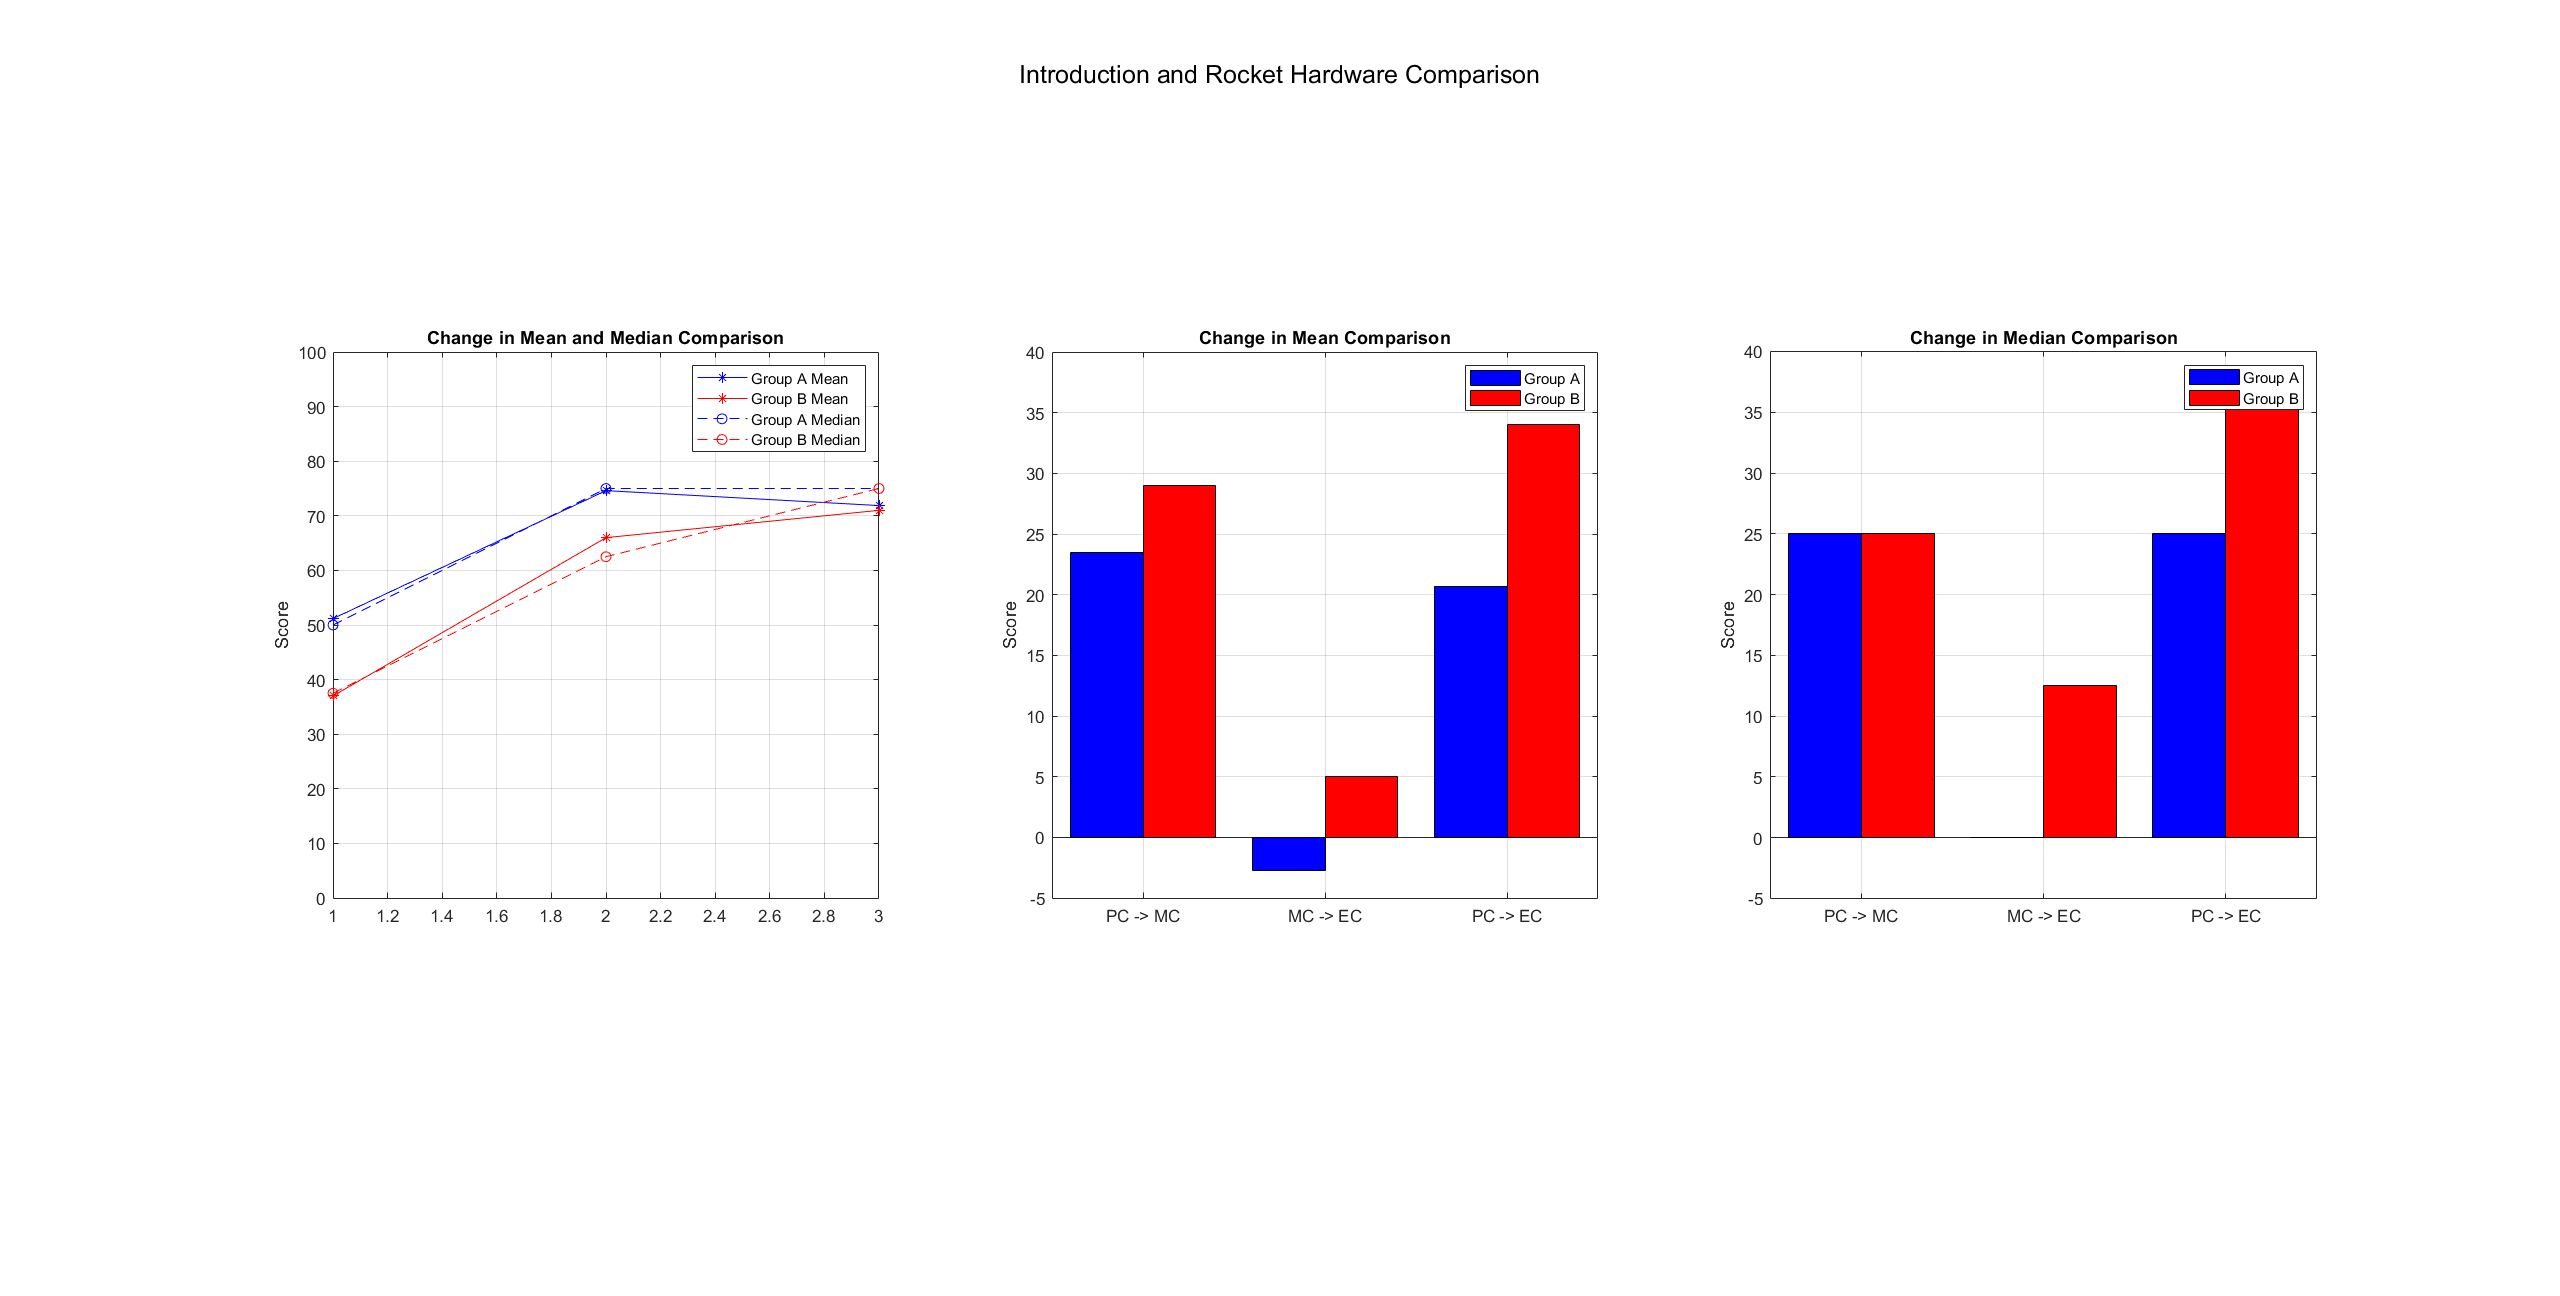 Introduction and Rocket Hardware Comparison
Change in Mean and Median Comparison
100
90
80
70
60
50
40
30
20
10
0
Score
Group A Mean
Group B Mean
Group A Median
Group B Median
1 1.2 1.4 1.6 1.8 2 2.2 2.4 2.6 2.8 3
Change in Mean Comparison
40
35
30
25
20
15
10
5
0
-5
Score
Group A
Group B
PC -> MC MC -> EC PC -> EC
Change in Median Comparison
40
35
30
25
20
15
10
5
0
-5
Score
Group A
Group B
PC -> MC MC -> EC PC -> EC